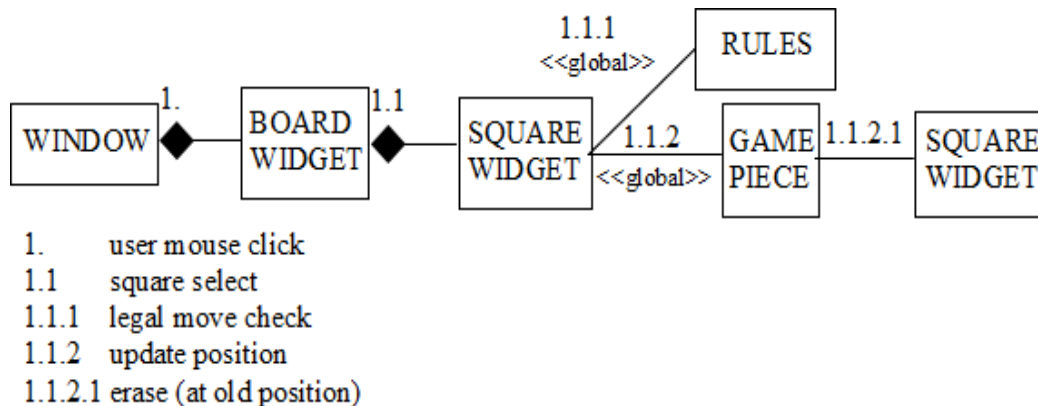 1.1.1
<<global>>
RULES
1.
1.1
WINDOW
BOARD
WIDGET
SQUARE
WIDGET
1.1.2
<<global>>
GAME
PIECE
1.1.2.1
SQUARE
WIDGET
1. user mouse click
1.1 square select
1.1.1 legal move check
1.1.2 update position
1.1.2.1 erase (at old position)